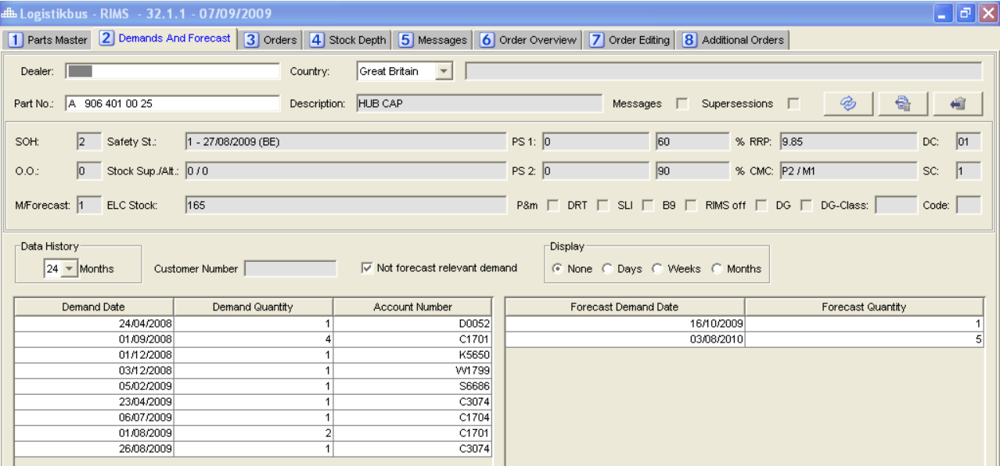 Logistikbus - RIMS - 32.1.1 - 07/09/2009
1 Parts Master 2 Demands And Forecast 3 Orders 4 Stock Depth 5 Messages 6 Order Overview 7 Order Editing 8 Additional Orders
Dealer: Country: Great Britain
Part No.: A 906 401 00 25 Description: HUB CAP Messages Supersessions
SOH: 2 Safety St.: 1 - 27/08/2009 (BE) PS 1: 0 60 % RRP: 9.85 DC: 01
O.O.: 0 Stock Sup./Alt.: 0 / 0 PS 2: 0 90 % CMC: P2 / M1 SC: 1
M/Forecast: 1 ELC Stock: 165 P&m DRT SLI B9 RIMS off DG DG-Class: Code:
Data History Display
24 Months Customer Number Not forecast relevant demand None Days Weeks Months
Demand Date Demand Quantity Account Number Forecast Demand Date Forecast Quantity
24/04/2008 1 D0052 16/10/2009 1
01/09/2008 4 C1701 03/08/2010 5
01/12/2008 1 K5650
03/12/2008 1 W1799
05/02/2009 1 S6686
23/04/2009 1 C3074
06/07/2009 1 C1704
01/08/2009 2 C1701
26/08/2009 1 C3074